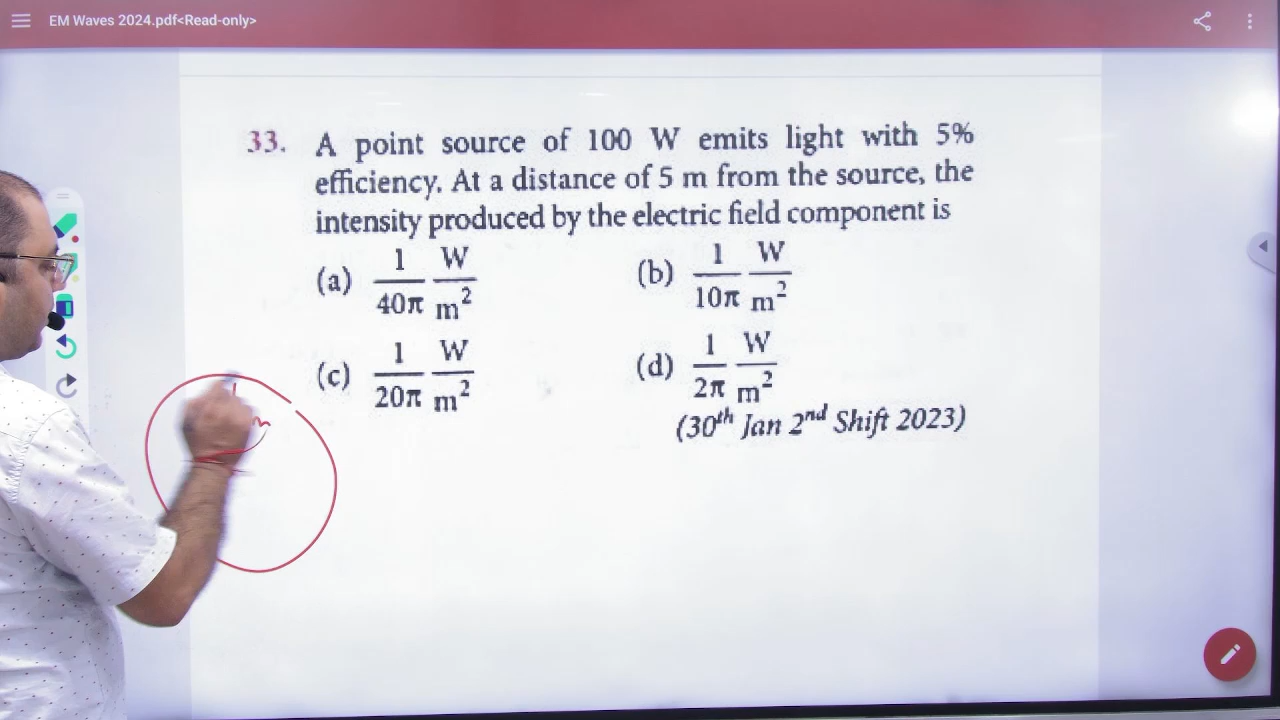 EM Waves 2024.pdf<Read-only>
33. A point source of 100 W emits light with 5%
efficiency. At a distance of 5 m from the source, the
intensity produced by the electric field component is
(a) 1/40π W/m² (b) 1/10π W/m²
(c) 1/20π W/m² (d) 1/2π W/m²
(30th Jan 2nd Shift 2023)